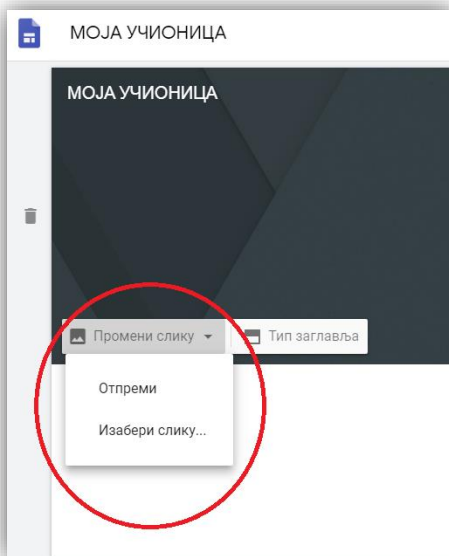 МОЈА УЧИОНИЦА
МОЈА УЧИОНИЦА
Промени слику
Тип заглавља
Отпреми
Изабери слику...